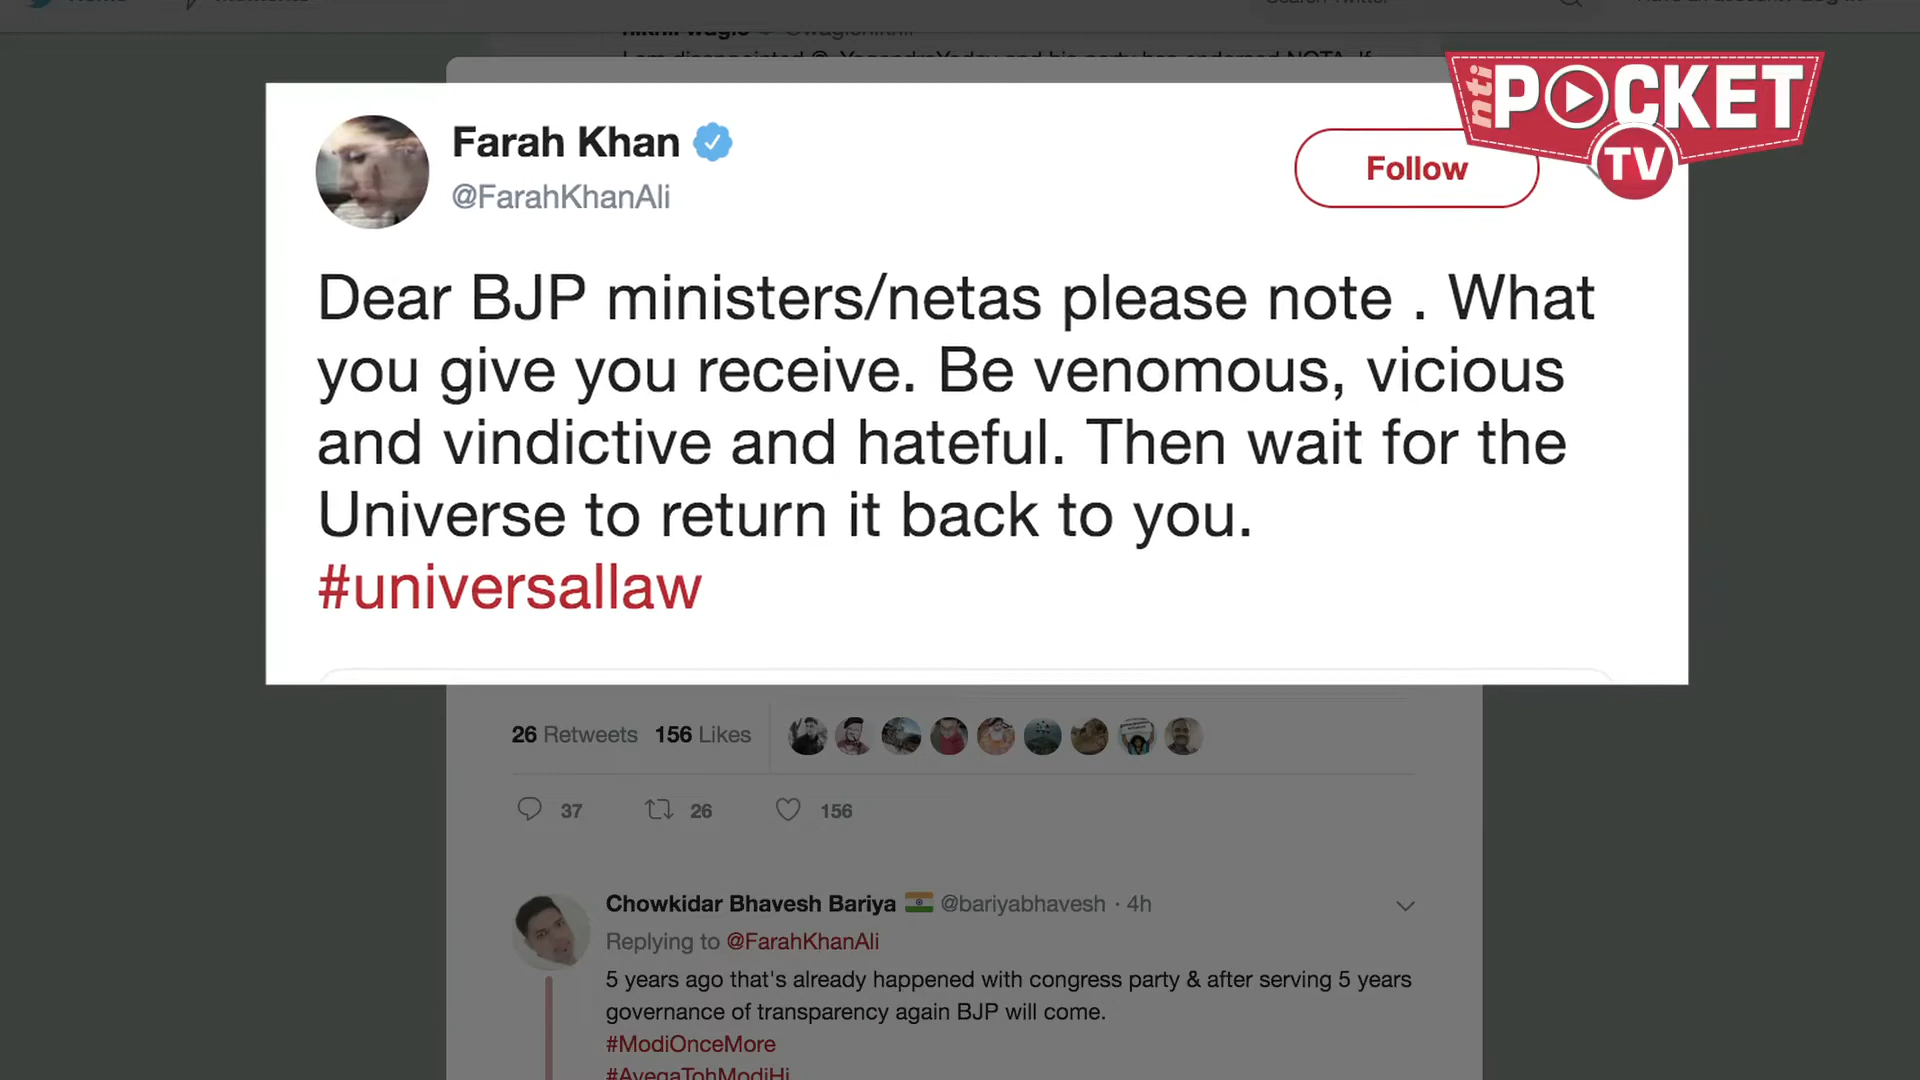 nti POCKET TV
Farah Khan
@FarahKhanAli
Follow
Dear BJP ministers/netas please note . What
you give you receive. Be venomous, vicious
and vindictive and hateful. Then wait for the
Universe to return it back to you.
#universallaw
26 Retweets 156 Likes
37 26 156
Chowkidar Bhavesh Bariya @bariyabhavesh · 4h
Replying to @FarahKhanAli
5 years ago that's already happened with congress party & after serving 5 years
governance of transparency again BJP will come.
#ModiOnceMore
#AyegaTohModiHi